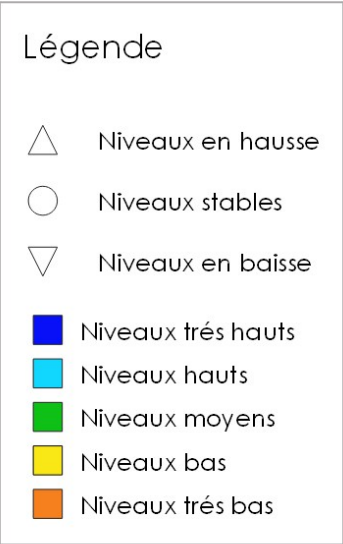 Légende
Niveaux en hausse
Niveaux stables
Niveaux en baisse
Niveaux trés hauts
Niveaux hauts
Niveaux moyens
Niveaux bas
Niveaux trés bas